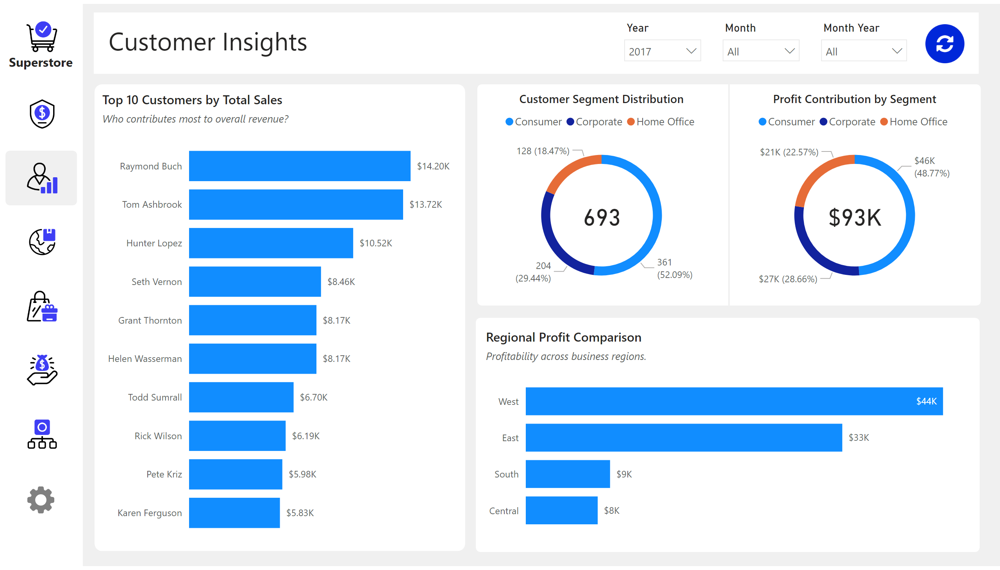 Superstore
Customer Insights
Year
Month
Month Year
2017
All
All
Top 10 Customers by Total Sales
Who contributes most to overall revenue?
Raymond Buch
$14.20K
Tom Ashbrook
$13.72K
Hunter Lopez
$10.52K
Seth Vernon
$8.46K
Grant Thornton
$8.17K
Helen Wasserman
$8.17K
Todd Sumrall
$6.70K
Rick Wilson
$6.19K
Pete Kriz
$5.98K
Karen Ferguson
$5.83K
Customer Segment Distribution
Consumer Corporate Home Office
128 (18.47%)
693
204
(29.44%)
361
(52.09%)
Profit Contribution by Segment
Consumer Corporate Home Office
$21K (22.57%)
$46K
(48.77%)
$93K
$27K (28.66%)
Regional Profit Comparison
Profitability across business regions.
West
$44K
East
$33K
South
$9K
Central
$8K